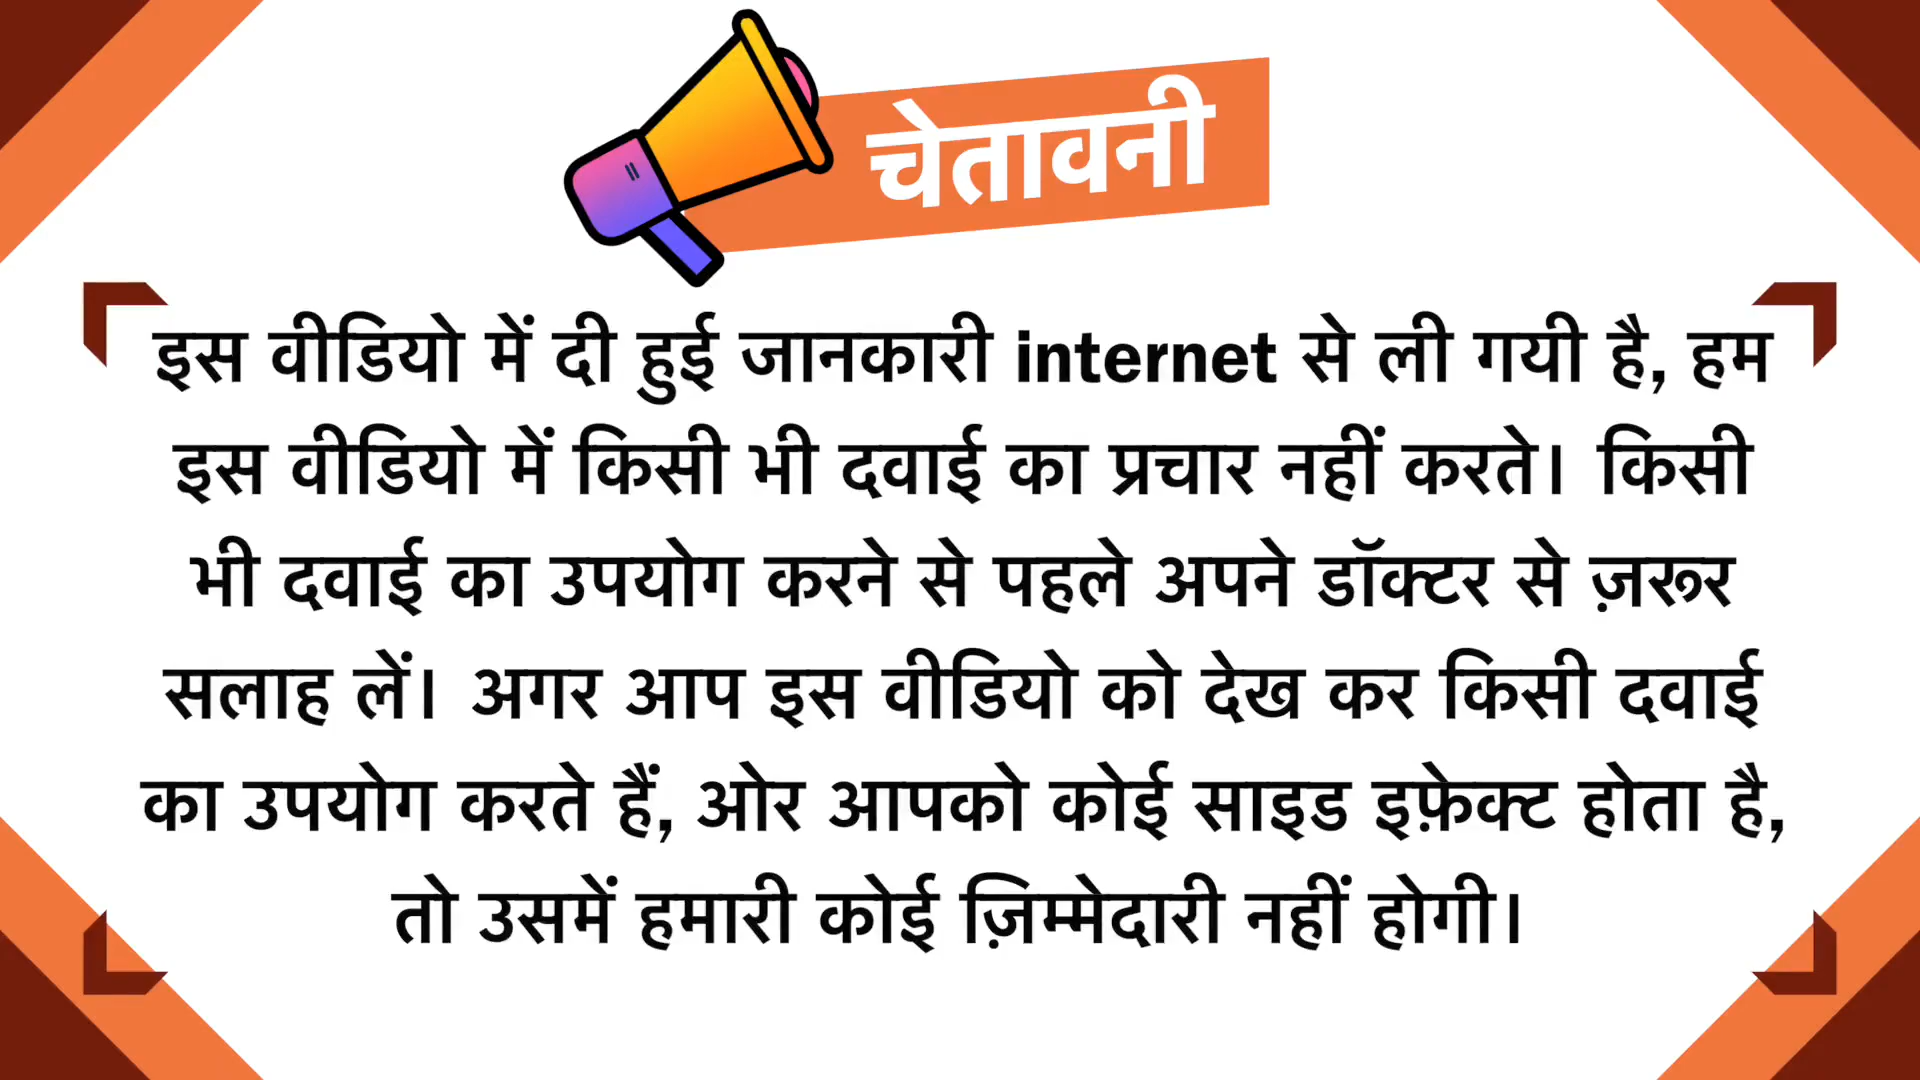 चेतावनी
इस वीडियो में दी हुई जानकारी internet से ली गयी है, हम
इस वीडियो में किसी भी दवाई का प्रचार नहीं करते। किसी
भी दवाई का उपयोग करने से पहले अपने डॉक्टर से ज़रूर
सलाह लें। अगर आप इस वीडियो को देख कर किसी दवाई
का उपयोग करते हैं, ओर आपको कोई साइड इफ़ेक्ट होता है,
तो उसमें हमारी कोई ज़िम्मेदारी नहीं होगी।